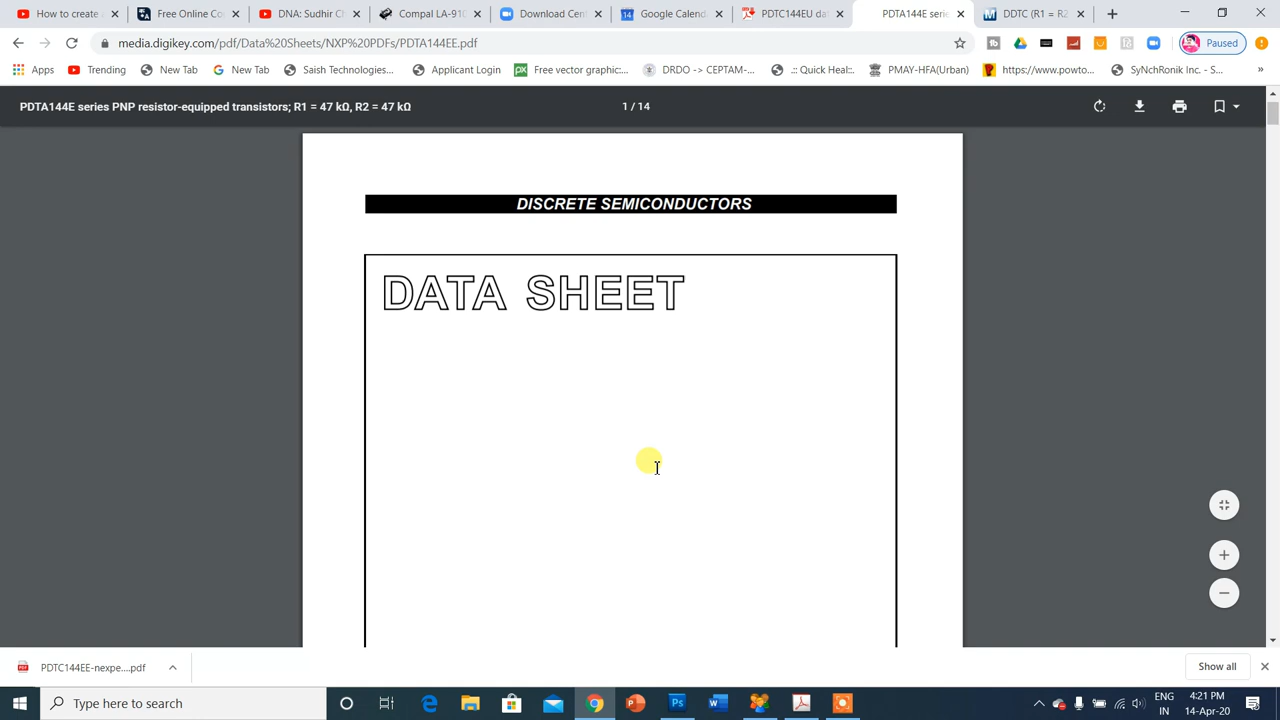 How to create a
Free Online Co
DNA: Sudhir C
Compal LA-910
Download Cen
Google Calend
PDTC144EU da
PDTA144E serie
DDTC (R1 = R2
media.digikey.com/pdf/Data%20Sheets/NXP%20PDFs/PDTA144EE.pdf
Paused
Apps
Trending
New Tab
New Tab
Saish Technologies...
Applicant Login
Free vector graphic:...
DRDO -> CEPTAM-...
.:: Quick Heal:...
PMAY-HFA(Urban)
https://www.powto...
SyNchRonik Inc. - S...
»
PDTA144E series PNP resistor-equipped transistors; R1 = 47 kΩ, R2 = 47 kΩ
1 / 14
DISCRETE SEMICONDUCTORS
DATA SHEET
PDTC144EE-nexpe....pdf
Show all
Type here to search
ENG
IN
4:21 PM
14-Apr-20